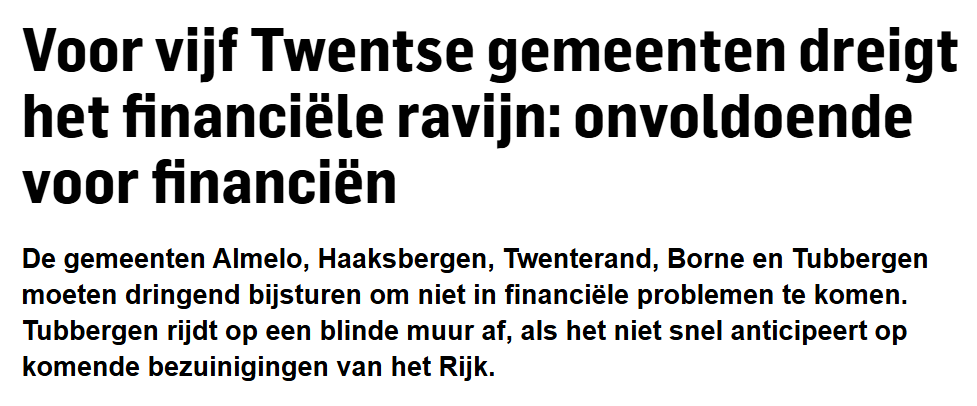 Voor vijf Twentse gemeenten dreigt
het financiële ravijn: onvoldoende
voor financiën
De gemeenten Almelo, Haaksbergen, Twenterand, Borne en Tubbergen
moeten dringend bijsturen om niet in financiële problemen te komen.
Tubbergen rijdt op een blinde muur af, als het niet snel anticipeert op
komende bezuinigingen van het Rijk.